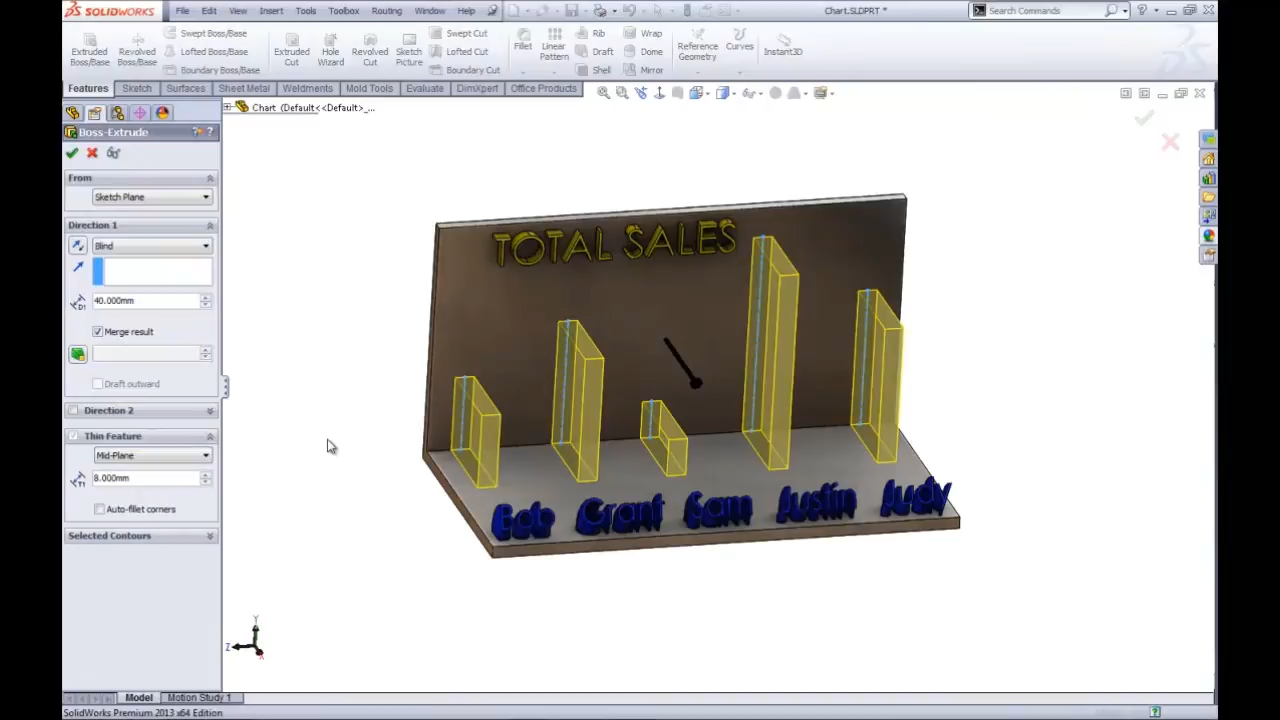 SOLIDWORKS File Edit View Insert Tools Toolbox Routing Window Help Chart.SLDPRT * Search Commands
Extruded Boss/Base
Revolved Boss/Base
Swept Boss/Base
Lofted Boss/Base
Boundary Boss/Base
Extruded Cut
Hole Wizard
Revolved Cut
Sketch Picture
Swept Cut
Lofted Cut
Boundary Cut
Fillet
Linear Pattern
Rib
Draft
Shell
Wrap
Dome
Mirror
Reference Geometry
Curves
Instant3D
Features Sketch Surfaces Sheet Metal Weldments Mold Tools Evaluate DimXpert Office Products
Chart (Default<<Default>_...
Boss-Extrude
From
Sketch Plane
Direction 1
Blind
40.000mm
Merge result
Draft outward
Direction 2
Thin Feature
Mid-Plane
8.000mm
Auto-fillet corners
Selected Contours
TOTAL SALES
Bob Grant Sam Justin Judy
Y
Z
X
Model Motion Study 1
SolidWorks Premium 2013 x64 Edition